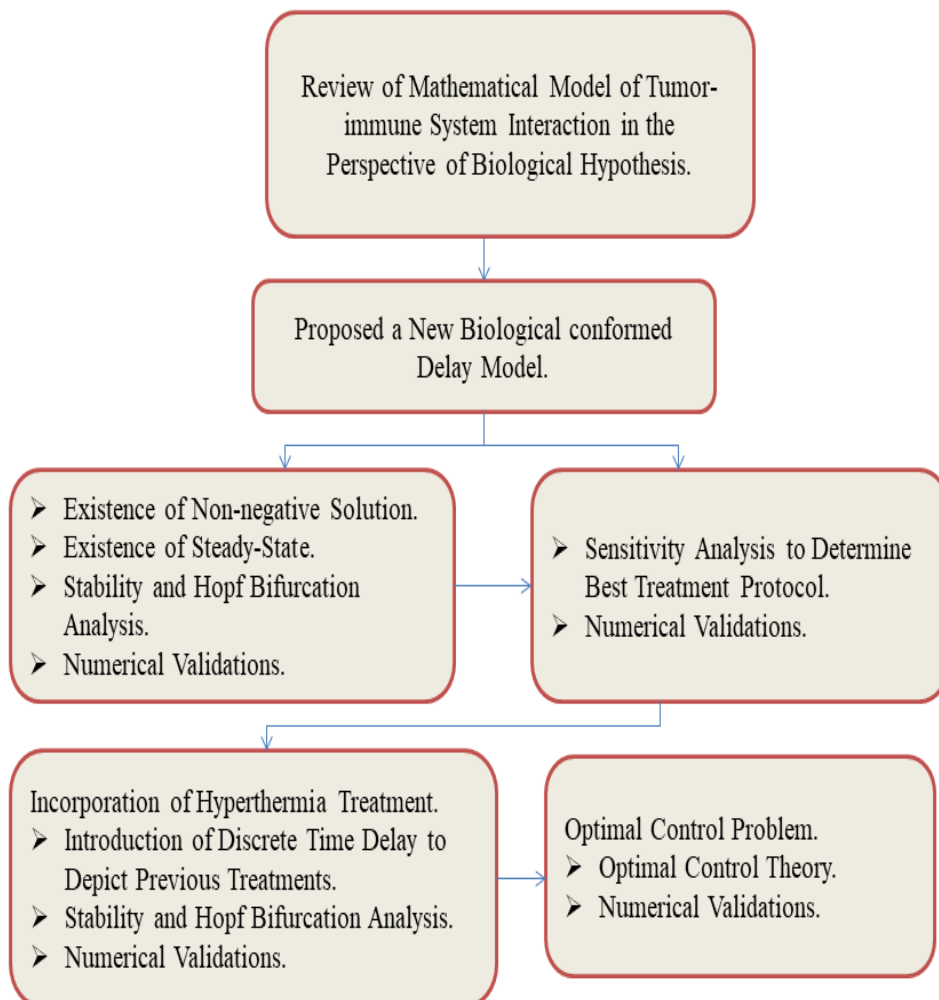 Review of Mathematical Model of Tumor-
immune System Interaction in the
Perspective of Biological Hypothesis.
Proposed a New Biological conformed
Delay Model.
➢ Existence of Non-negative Solution.
➢ Existence of Steady-State.
➢ Stability and Hopf Bifurcation
Analysis.
➢ Numerical Validations.
➢ Sensitivity Analysis to Determine
Best Treatment Protocol.
➢ Numerical Validations.
Incorporation of Hyperthermia Treatment.
➢ Introduction of Discrete Time Delay to
Depict Previous Treatments.
➢ Stability and Hopf Bifurcation Analysis.
➢ Numerical Validations.
Optimal Control Problem.
➢ Optimal Control Theory.
➢ Numerical Validations.